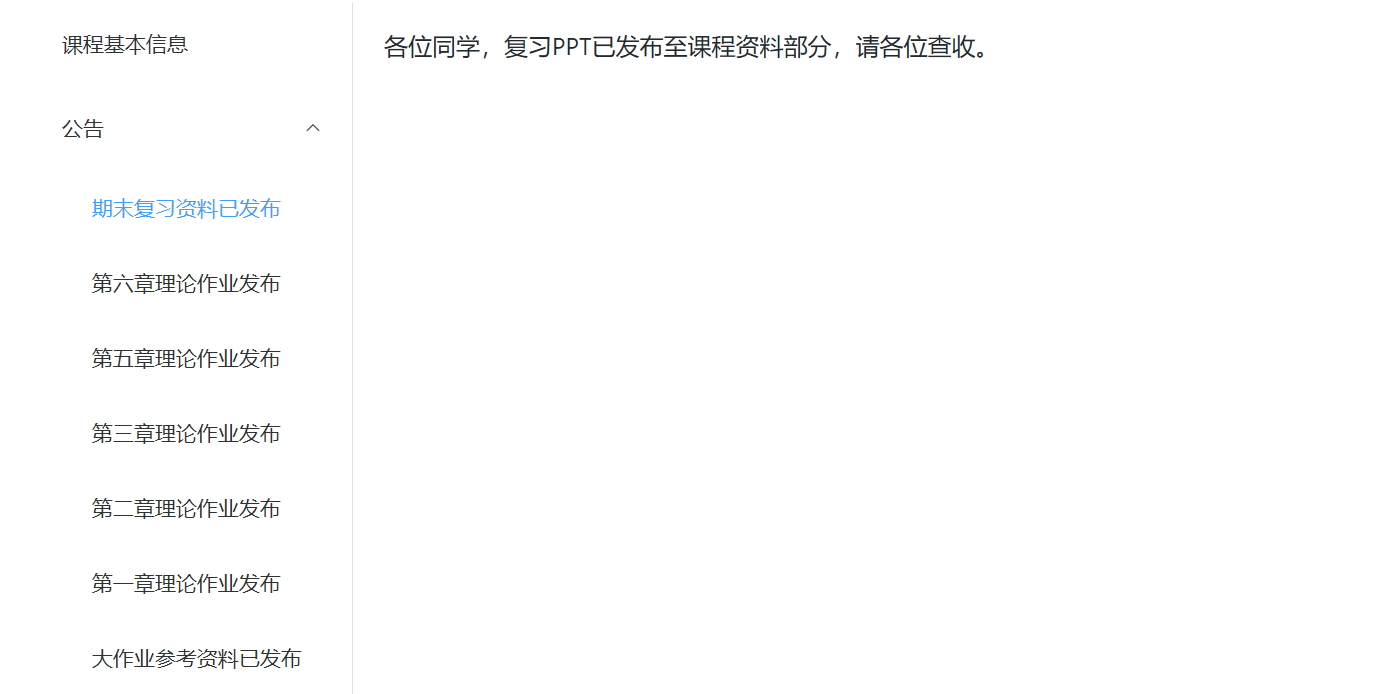 课程基本信息
公告
期末复习资料已发布
第六章理论作业发布
第五章理论作业发布
第三章理论作业发布
第二章理论作业发布
第一章理论作业发布
大作业参考资料已发布
各位同学，复习PPT已发布至课程资料部分，请各位查收。